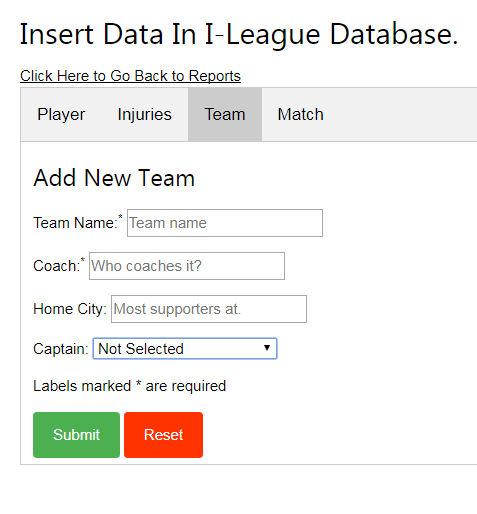 Insert Data In I-League Database.
Click Here to Go Back to Reports
Player Injuries Team Match
Add New Team
Team Name:* Team name
Coach:* Who coaches it?
Home City: Most supporters at.
Captain: Not Selected
Labels marked * are required
Submit Reset